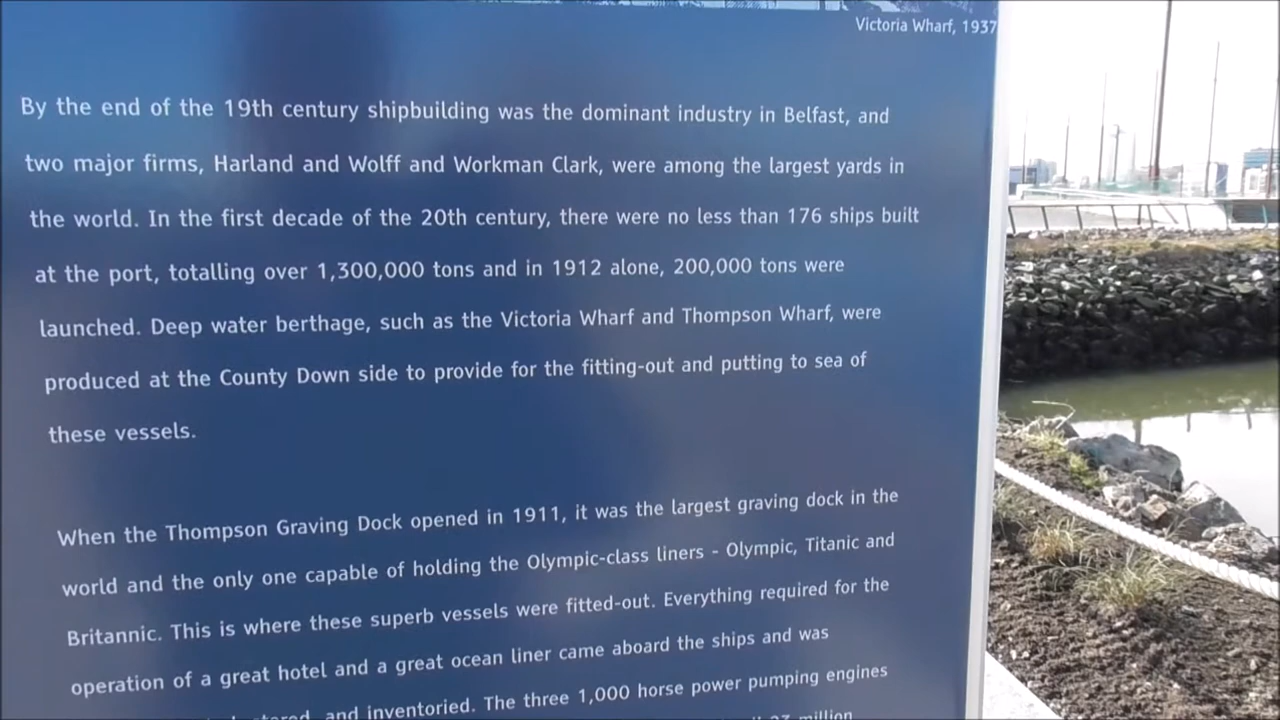 Victoria Wharf, 1937
By the end of the 19th century shipbuilding was the dominant industry in Belfast, and
two major firms, Harland and Wolff and Workman Clark, were among the largest yards in
the world. In the first decade of the 20th century, there were no less than 176 ships built
at the port, totalling over 1,300,000 tons and in 1912 alone, 200,000 tons were
launched. Deep water berthage, such as the Victoria Wharf and Thompson Wharf, were
produced at the County Down side to provide for the fitting-out and putting to sea of
these vessels.
When the Thompson Graving Dock opened in 1911, it was the largest graving dock in the
world and the only one capable of holding the Olympic-class liners - Olympic, Titanic and
Britannic. This is where these superb vessels were fitted-out. Everything required for the
operation of a great hotel and a great ocean liner came aboard the ships and was
and inventoried. The three 1,000 horse power pumping engines
million